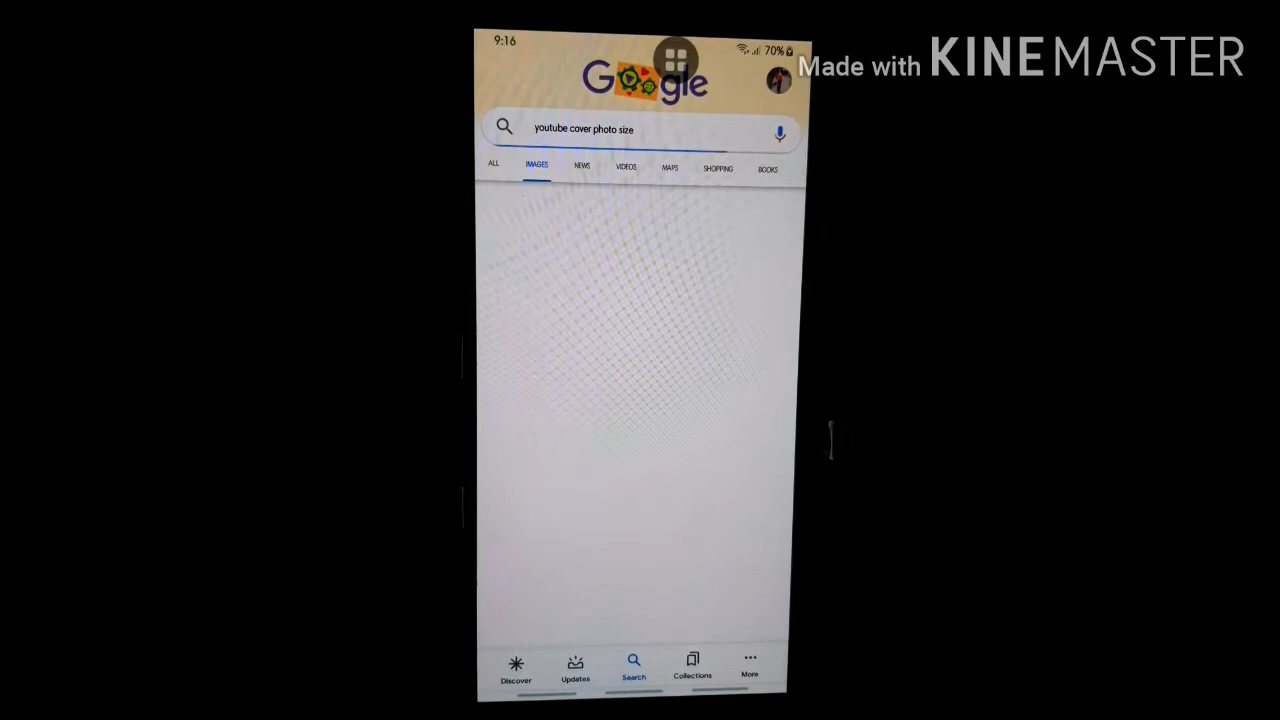 9:16
70%
Google
Made with KINEMASTER
youtube cover photo size
ALL IMAGES NEWS VIDEOS MAPS SHOPPING BOOKS
Discover Updates Search Collections More